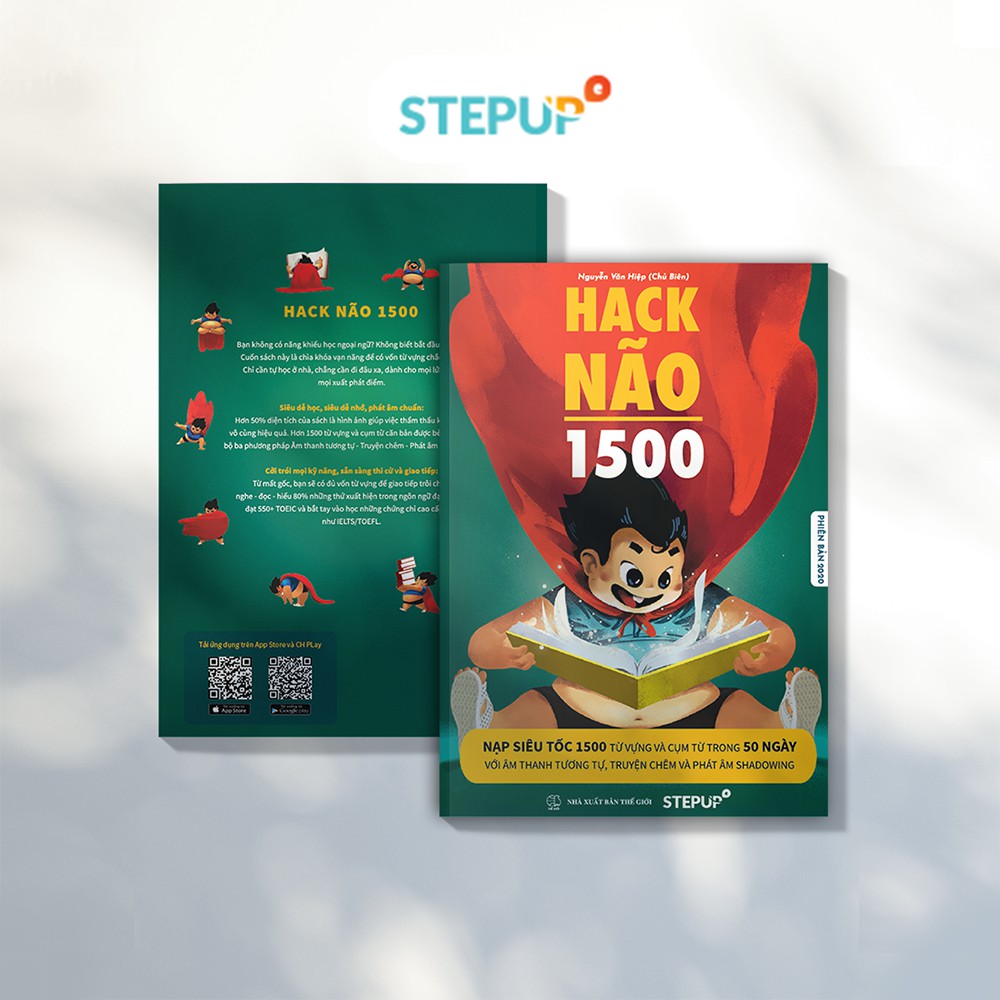 STEPUP
HACK NÃO 1500
Bạn không có năng khiếu học ngoại ngữ? Không biết bắt đầu
Cuốn sách này là chìa khóa vạn năng để có vốn từ vựng
Chỉ cần tự học ở nhà, chẳng cần đi đâu xa, dành cho mọi
mọi xuất phát điểm.
Siêu dễ học, siêu dễ nhớ, phát âm chuẩn:
Hơn 50% diện tích của sách là hình ảnh giúp việc thẩm thấu
vô cùng hiệu quả. Hơn 1500 từ vựng và cụm từ căn bản được
bộ ba phương pháp Âm thanh tương tự - Truyện chêm - Phát âm
Cởi trói mọi kỹ năng, sẵn sàng thi cử và giao tiếp:
Từ mất gốc, bạn sẽ có đủ vốn từ vựng để giao tiếp trôi
nghe - đọc - hiểu 80% những thứ xuất hiện trong ngôn ngữ
đạt 550+ TOEIC và bắt tay vào học những chứng chỉ cao
như IELTS/TOEFL.
Tải ứng dụng trên App Store và CH PLay
App Store
Google play
Nguyễn Văn Hiệp (Chủ Biên)
HACK
NÃO
1500
PHIÊN BẢN 2020
NẠP SIÊU TỐC 1500 TỪ VỰNG VÀ CỤM TỪ TRONG 50 NGÀY
VỚI ÂM THANH TƯƠNG TỰ, TRUYỆN CHÊM VÀ PHÁT ÂM SHADOWING
NHÀ XUẤT BẢN THẾ GIỚI STEPUP